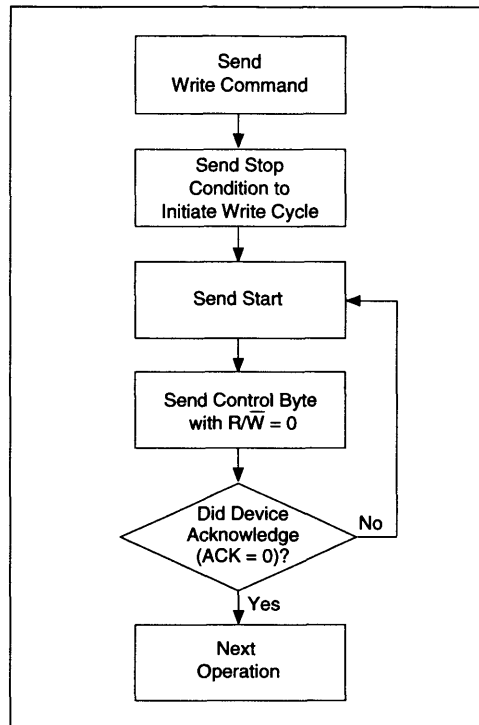 Send
Write Command
Send Stop
Condition to
Initiate Write Cycle
Send Start
Send Control Byte
with R/W̅ = 0
Did Device
Acknowledge
(ACK = 0)?
No
Yes
Next
Operation